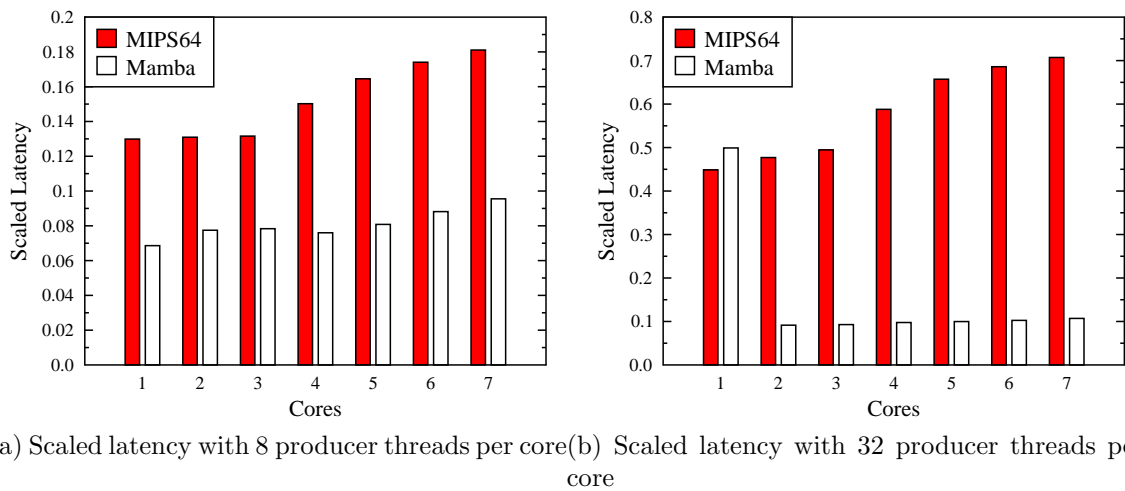 0.2
0.18
0.16
0.14
0.12
0.1
0.08
0.06
0.04
0.02
0.0
Scaled Latency
MIPS64
Mamba
1 2 3 4 5 6 7
Cores
0.8
0.7
0.6
0.5
0.4
0.3
0.2
0.1
0.0
Scaled Latency
MIPS64
Mamba
1 2 3 4 5 6 7
Cores
a) Scaled latency with 8 producer threads per core
(b) Scaled latency with 32 producer threads
core